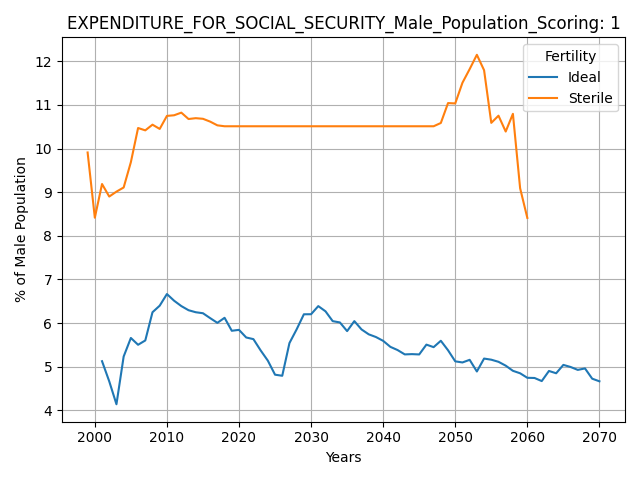 EXPENDITURE_FOR_SOCIAL_SECURITY_Male_Population_Scoring: 1
Fertility
Ideal
Sterile
% of Male Population
12
11
10
9
8
7
6
5
4
2000 2010 2020 2030 2040 2050 2060 2070
Years